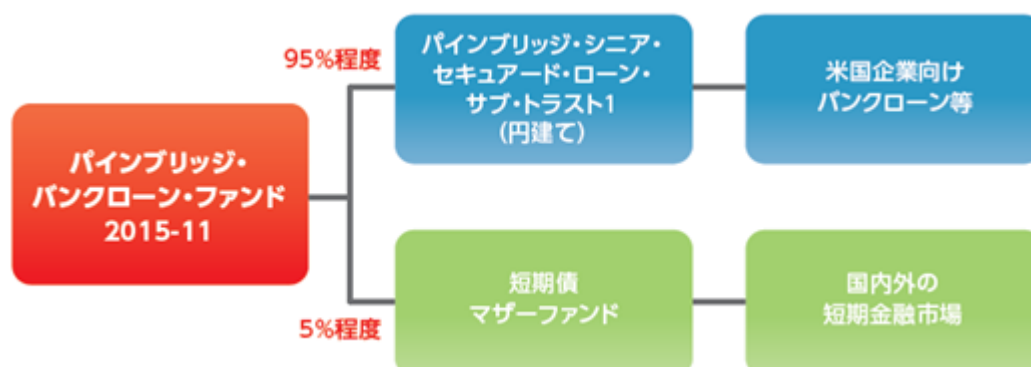 95%程度
パインブリッジ・シニア・
セキュアード・ローン・
サブ・トラスト1
(円建て)
米国企業向け
バンクローン等
パインブリッジ・
バンクローン・ファンド
2015-11
5%程度
短期債
マザーファンド
国内外の
短期金融市場